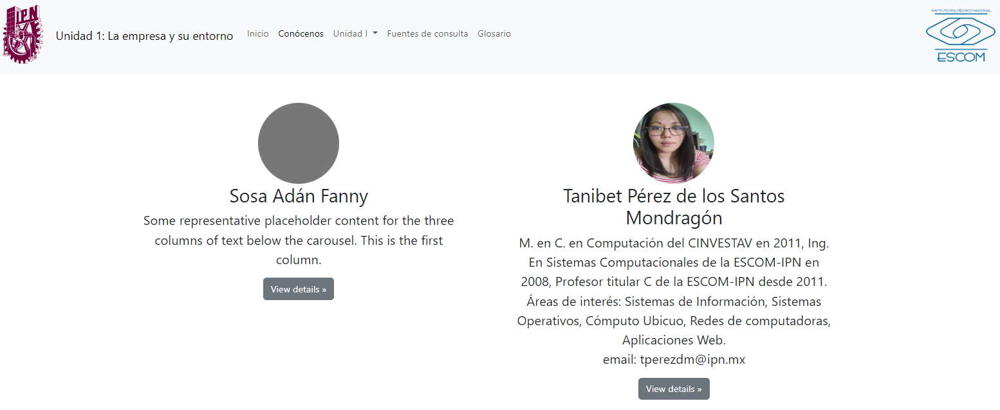 IPN
Unidad 1: La empresa y su entorno
Inicio
Conócenos
Unidad I
Fuentes de consulta
Glosario
INSTITUTO POLITÉCNICO NACIONAL
ESCOM
Sosa Adán Fanny
Some representative placeholder content for the three
columns of text below the carousel. This is the first
column.
View details »
Tanibet Pérez de los Santos
Mondragón
M. en C. en Computación del CINVESTAV en 2011, Ing.
En Sistemas Computacionales de la ESCOM-IPN en
2008, Profesor titular C de la ESCOM-IPN desde 2011.
Áreas de interés: Sistemas de Información, Sistemas
Operativos, Cómputo Ubicuo, Redes de computadoras,
Aplicaciones Web.
email: tperezdm@ipn.mx
View details »